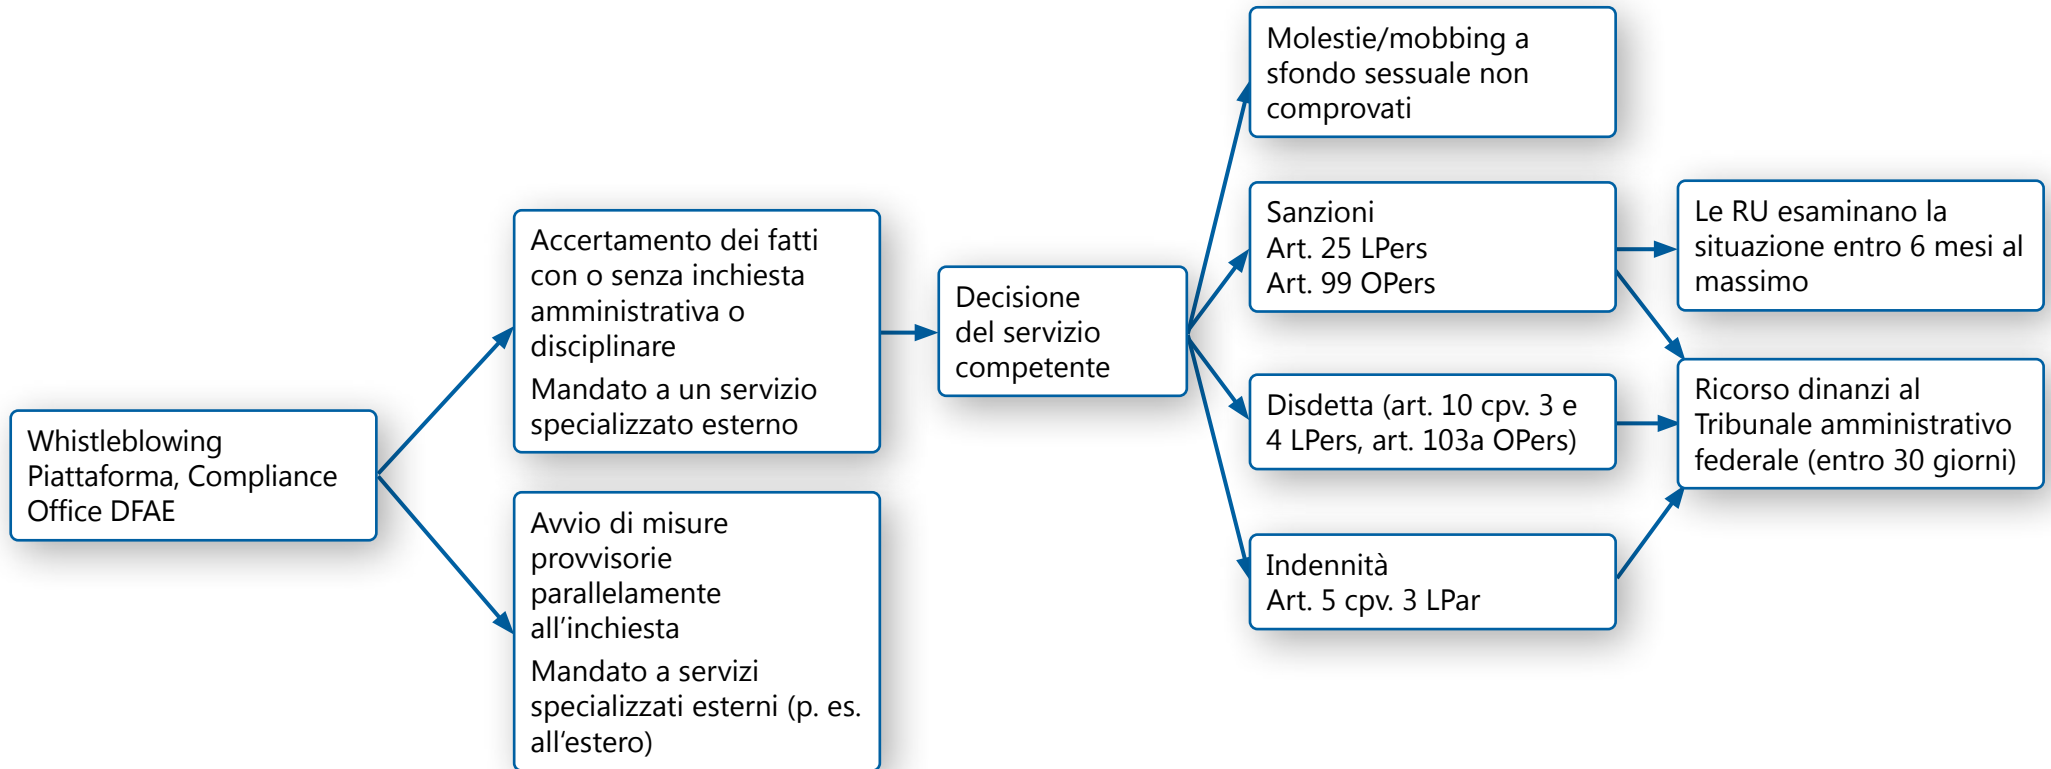 Whistleblowing
Piattaforma, Compliance
Office DFAE
Accertamento dei fatti
con o senza inchiesta
amministrativa o
disciplinare
Mandato a un servizio
specializzato esterno
Avvio di misure
provvisorie
parallelamente
all’inchiesta
Mandato a servizi
specializzati esterni (p. es.
all‘estero)
Decisione
del servizio
competente
Molestie/mobbing a
sfondo sessuale non
comprovati
Sanzioni
Art. 25 LPers
Art. 99 OPers
Disdetta (art. 10 cpv. 3 e
4 LPers, art. 103a OPers)
Indennità
Art. 5 cpv. 3 LPar
Le RU esaminano la
situazione entro 6 mesi al
massimo
Ricorso dinanzi al
Tribunale amministrativo
federale (entro 30 giorni)